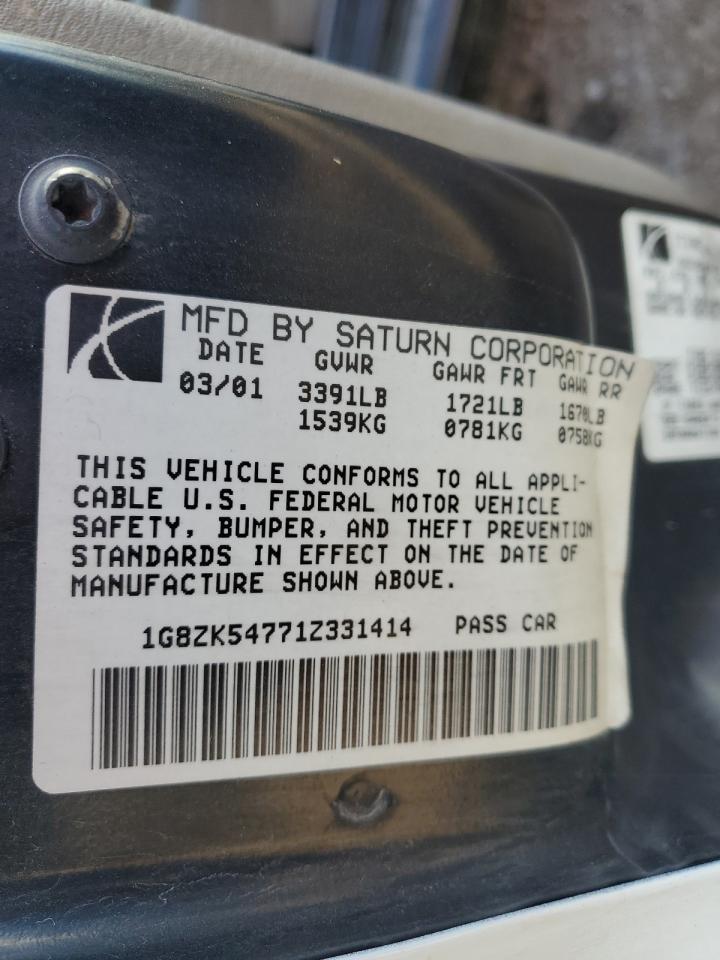 MFD BY SATURN CORPORATION
DATE GVWR GAWR FRT GAWR RR
03/01 3391LB 1721LB 1670LB
1539KG 0781KG 0758KG
THIS VEHICLE CONFORMS TO ALL APPLI-
CABLE U.S. FEDERAL MOTOR VEHICLE
SAFETY, BUMPER, AND THEFT PREVENTION
STANDARDS IN EFFECT ON THE DATE OF
MANUFACTURE SHOWN ABOVE.
1G8ZK54771Z331414 PASS CAR